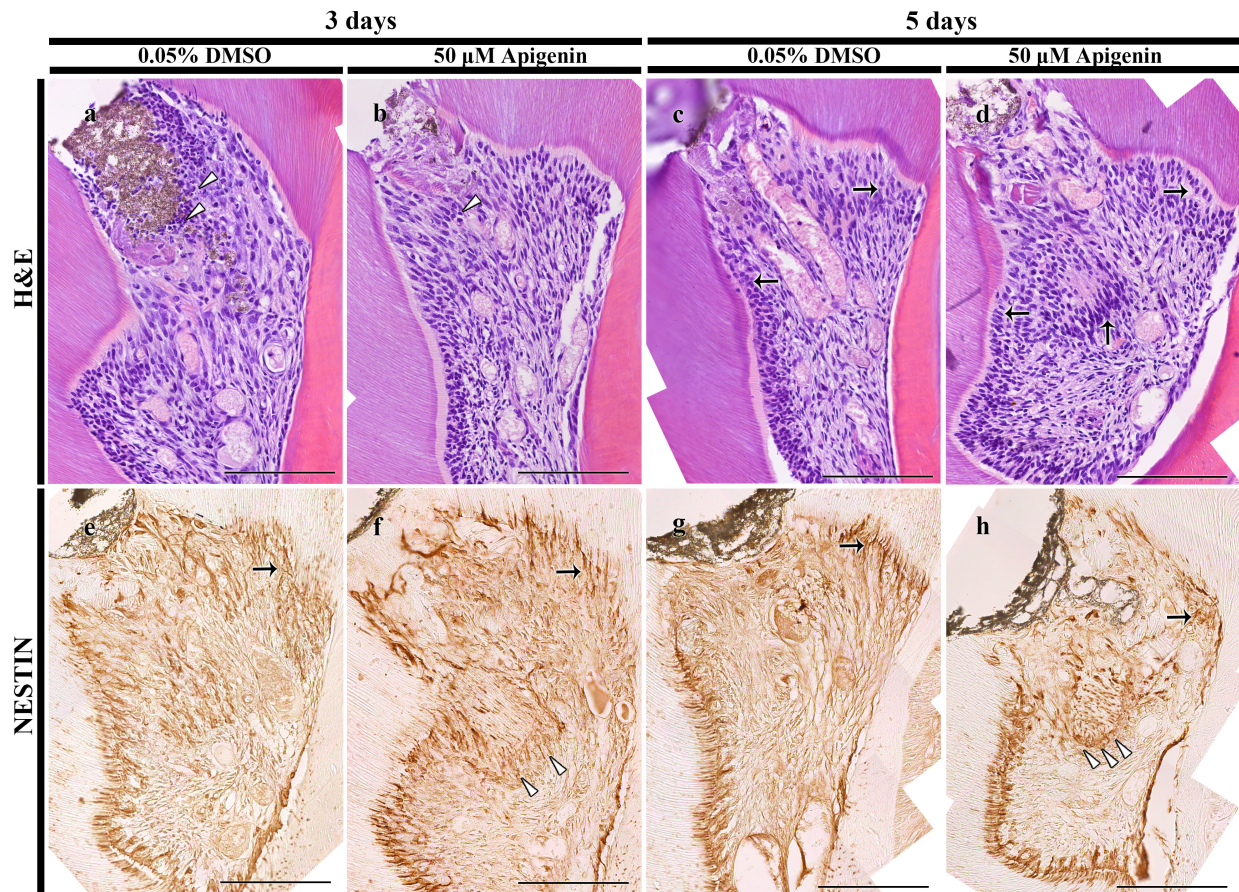 3 days
5 days
0.05% DMSO
50 µM Apigenin
0.05% DMSO
50 µM Apigenin
H&E
a
b
c
d
NESTIN
e
f
g
h